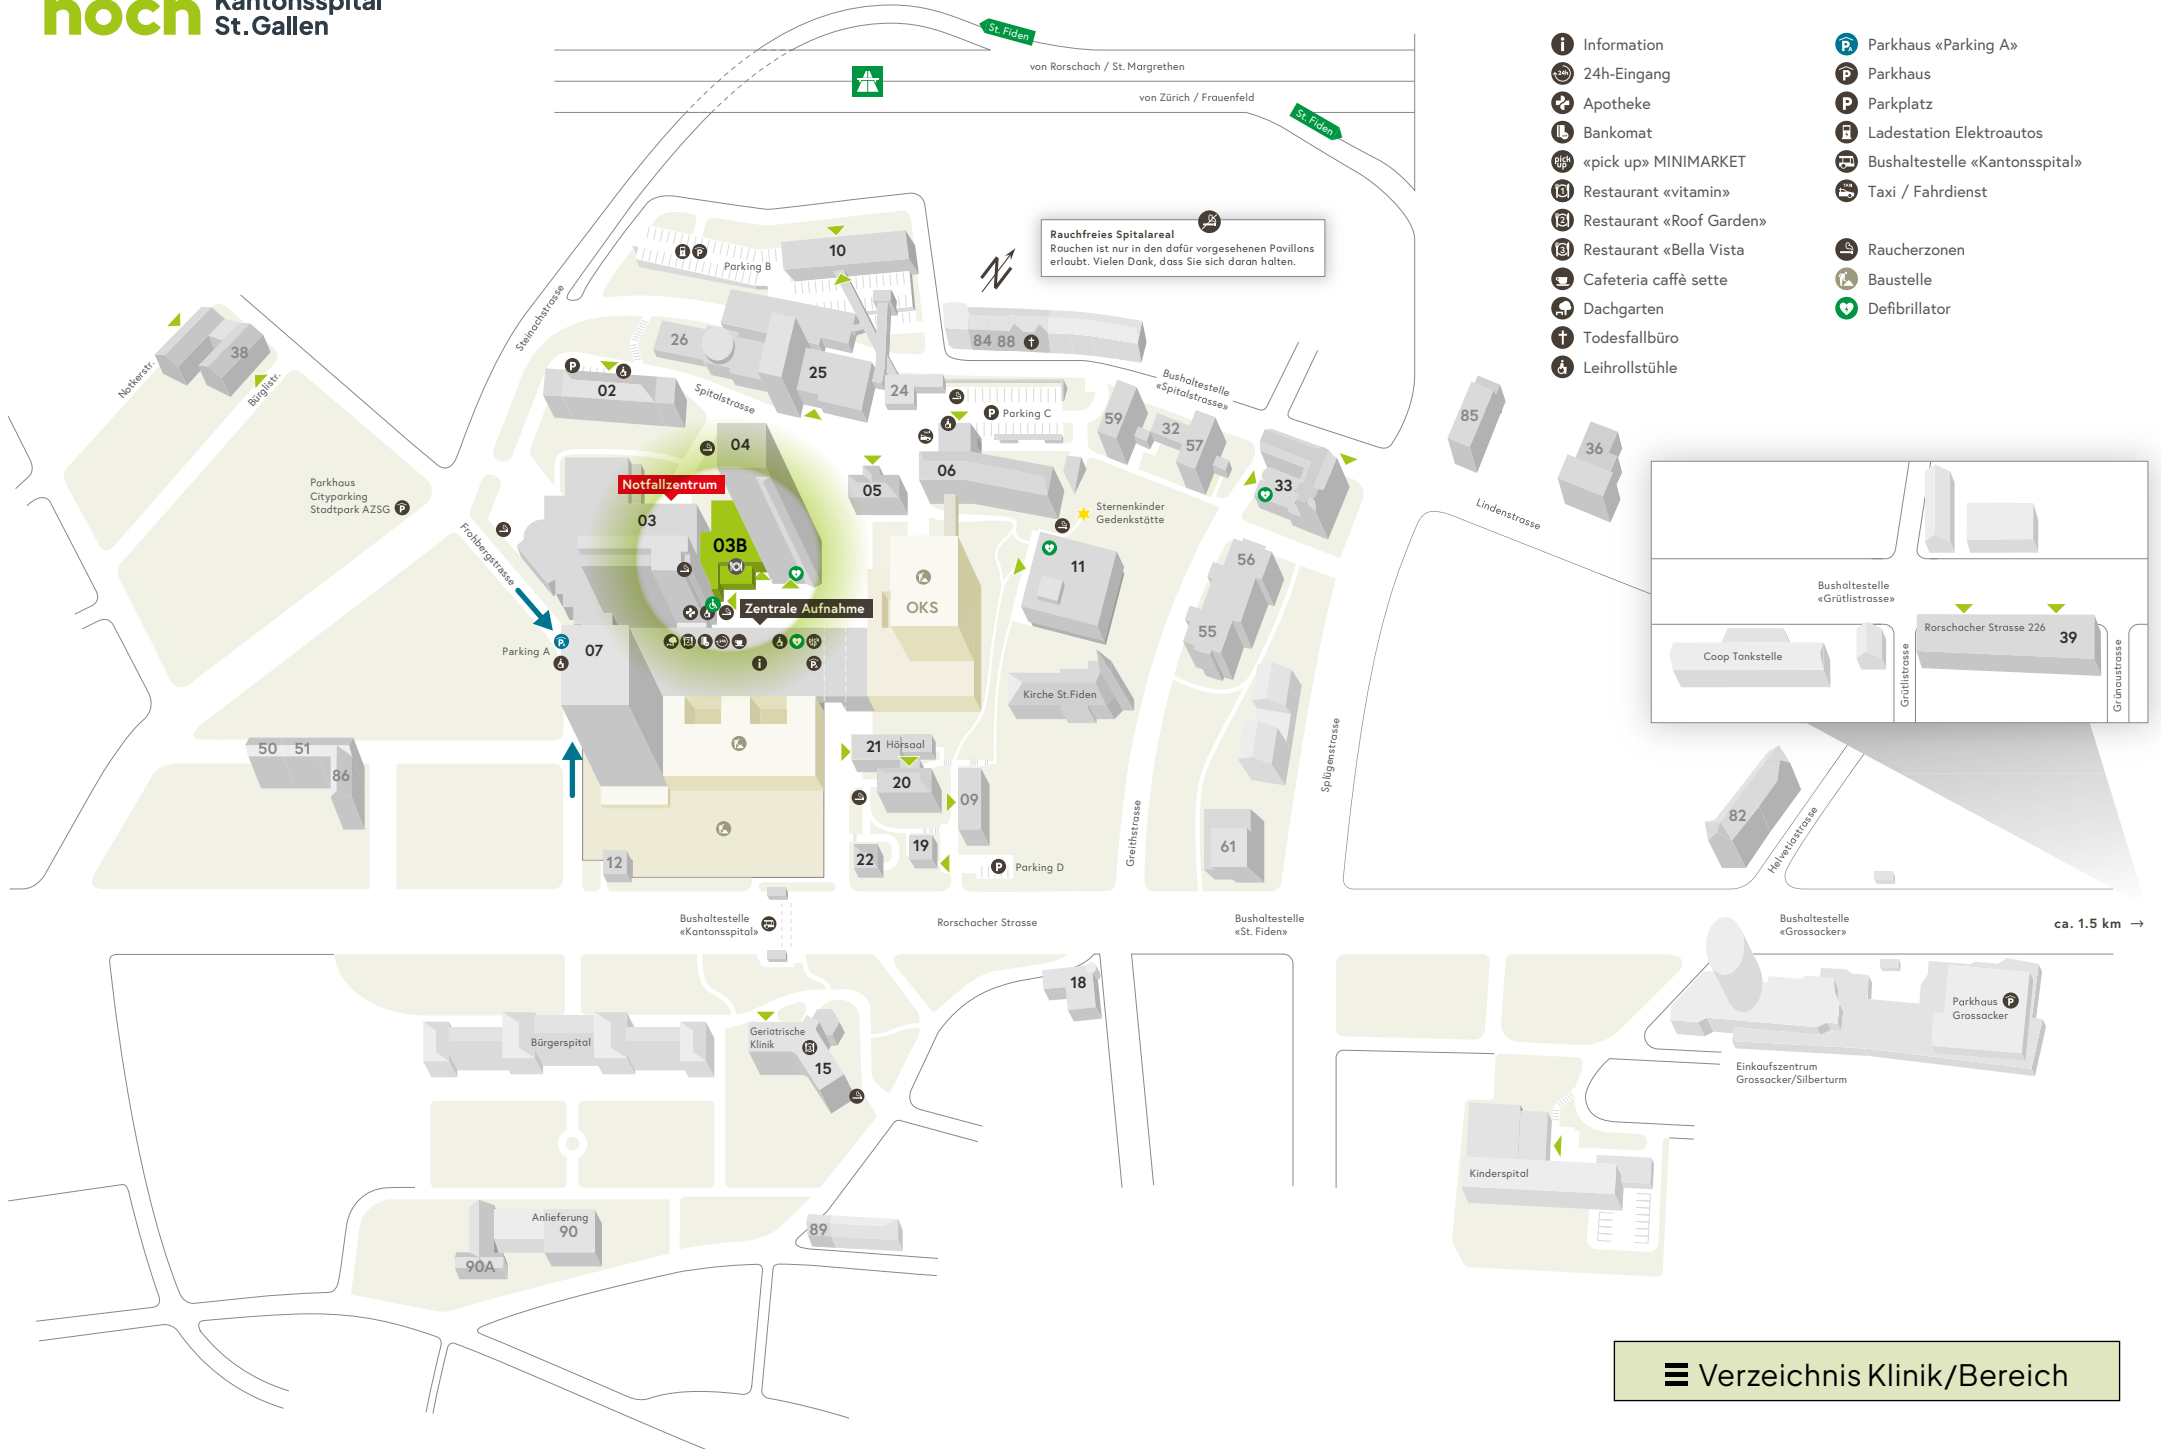 noch Kantonsspital
St.Gallen
St. Fiden
von Rorschach / St. Margrethen
von Zürich / Frauenfeld
St. Fiden
Information
24h-Eingang
Apotheke
Bankomat
«pick up» MINIMARKET
Restaurant «vitamin»
Restaurant «Roof Garden»
Restaurant «Bella Vista
Cafeteria caffè sette
Dachgarten
Todesfallbüro
Leihrollstühle
Parkhaus «Parking A»
Parkhaus
Parkplatz
Ladestation Elektroautos
Bushaltestelle «Kantonsspital»
Taxi / Fahrdienst
Raucherzonen
Baustelle
Defibrillator
Rauchfreies Spitalareal
Rauchen ist nur in den dafür vorgesehenen Pavillons
erlaubt. Vielen Dank, dass Sie sich daran halten.
N
10
Parking B
Steinachstrasse
26
25
24
84 88
38
Notkerstr.
Bürglistr.
02
Spitalstrasse
Bushaltestelle
«Spitalstrasse»
Parking C
59
32
57
85
36
04
06
05
33
Parkhaus
Cityparking
Stadtpark AZSG
Notfallzentrum
03
03B
Frohbergstrasse
Sternenkinder
Gedenkstätte
Lindenstrasse
11
56
55
OKS
Zentrale Aufnahme
Parking A
07
Kirche St.Fiden
Bushaltestelle
«Grütlistrasse»
Rorschacher Strasse 226
39
Coop Tankstelle
Grütlistrasse
Grünaustrasse
50 51
86
21 Hörsaal
20
09
19
22
12
Parking D
Greithstrasse
Splügenstrasse
61
82
Helvetiastrasse
Bushaltestelle
«Kantonsspital»
Rorschacher Strasse
Bushaltestelle
«St. Fiden»
Bushaltestelle
«Grossacker»
ca. 1.5 km →
18
Bürgerspital
Geriatrische
Klinik
15
Parkhaus
Grossacker
Einkaufszentrum
Grossacker/Silberturm
Kinderspital
Anlieferung
90
90A
89
Verzeichnis Klinik/Bereich